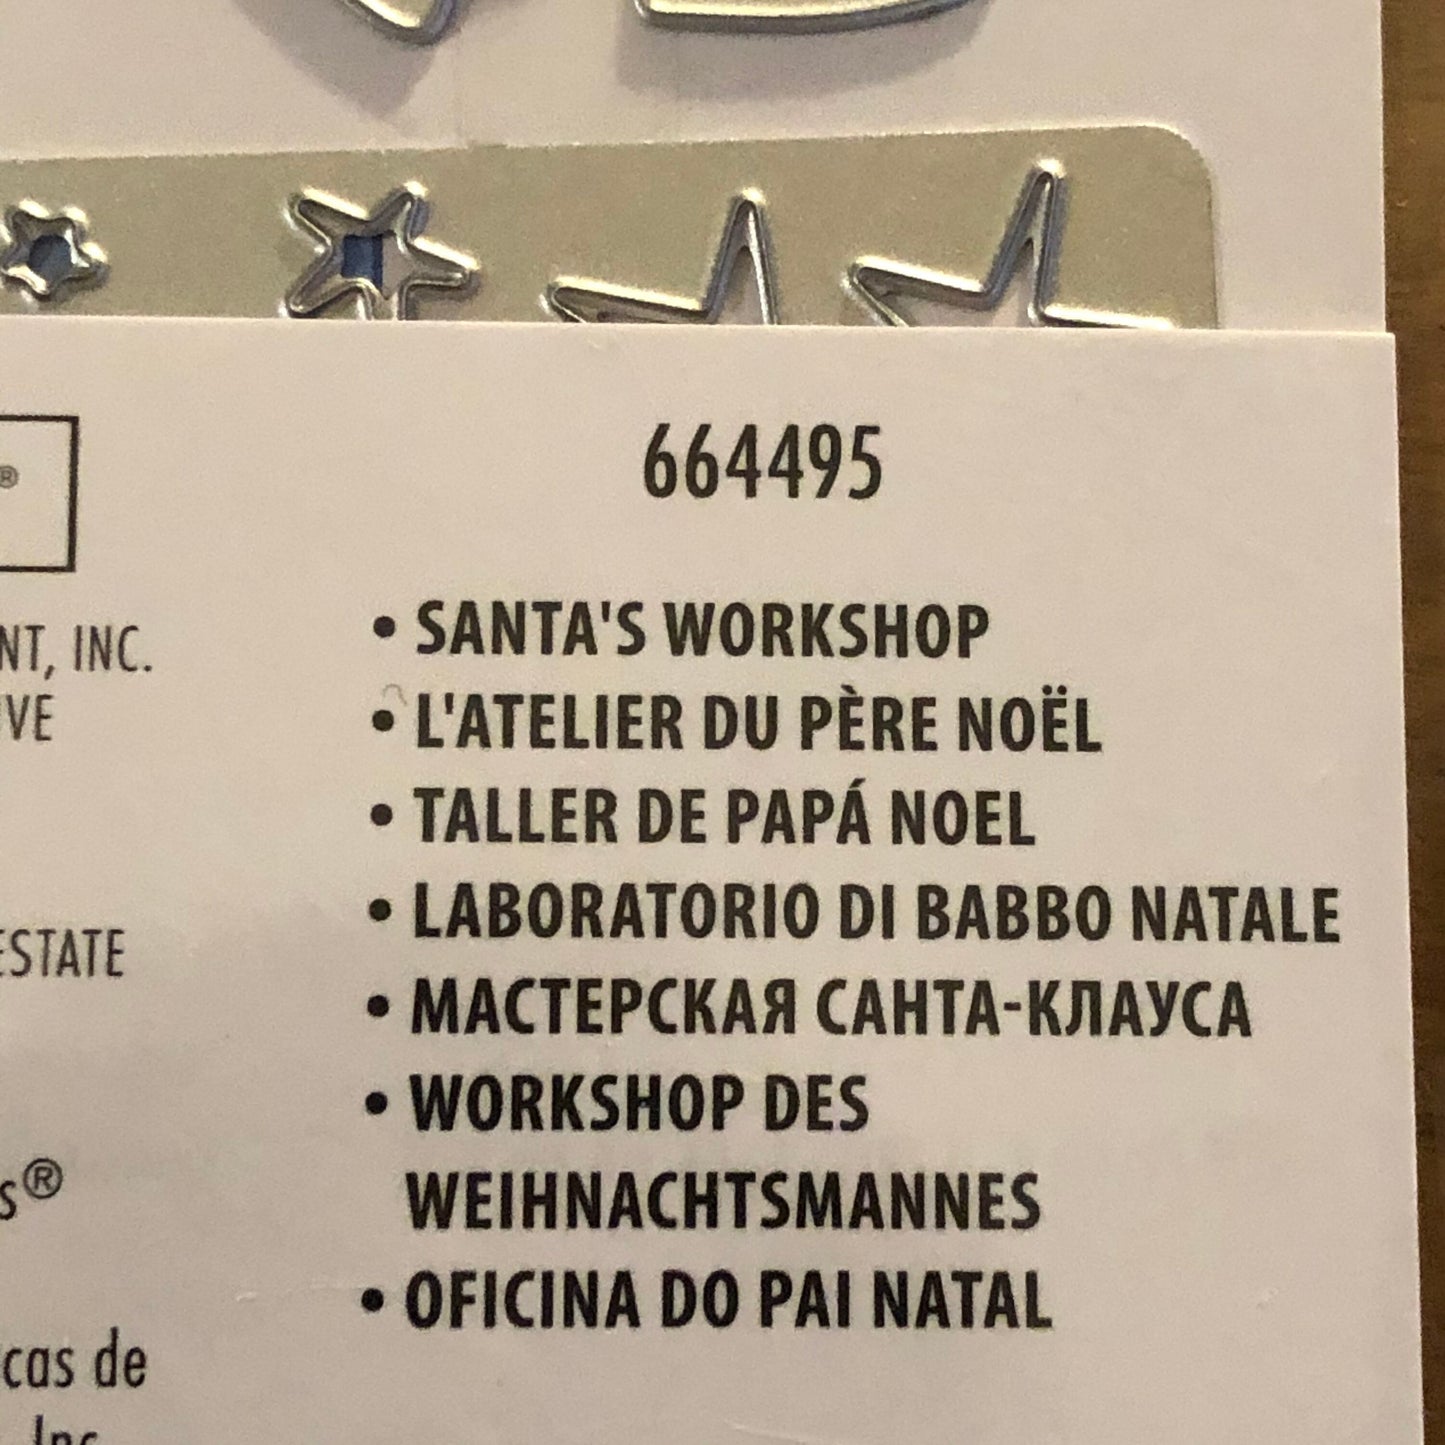 ®
664495
NT, INC.
VE
ESTATE
s®
cas de
Inc
• SANTA'S WORKSHOP
• L'ATELIER DU PÈRE NOËL
• TALLER DE PAPÁ NOEL
• LABORATORIO DI BABBO NATALE
• МАСТЕРСКАЯ САНТА-КЛАУСА
• WORKSHOP DES
WEIHNACHTSMANNES
• OFICINA DO PAI NATAL